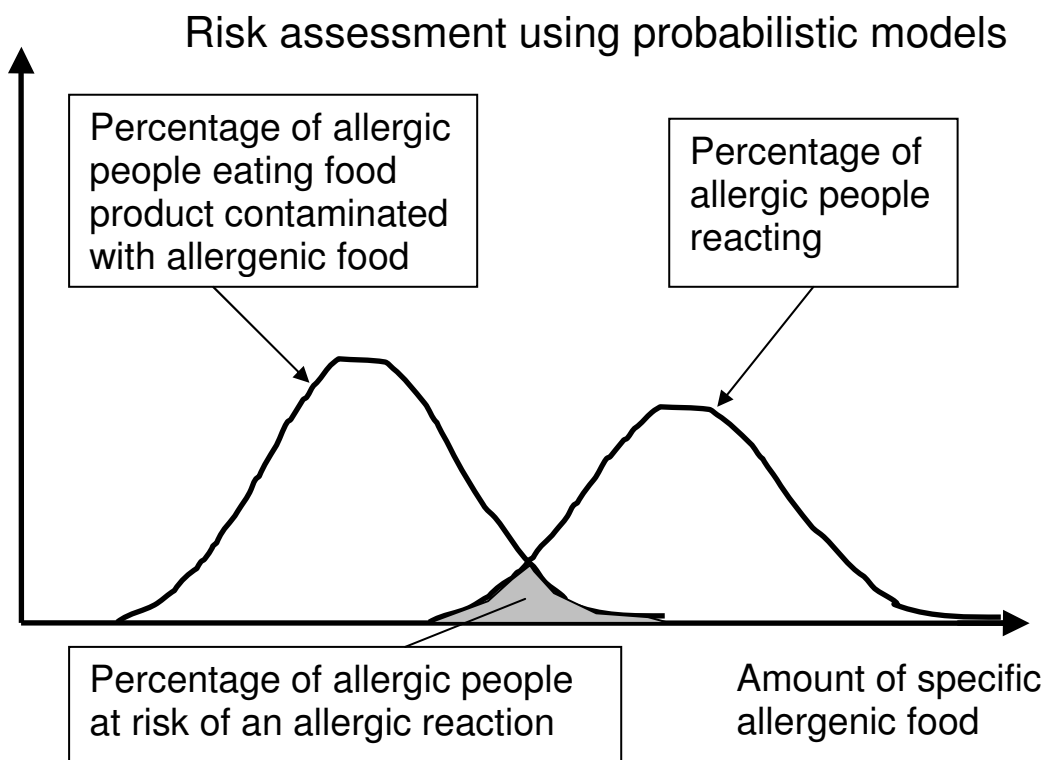 Risk assessment using probabilistic models
Percentage of allergic
people eating food
product contaminated
with allergenic food
Percentage of
allergic people
reacting
Percentage of allergic people
at risk of an allergic reaction
Amount of specific
allergenic food